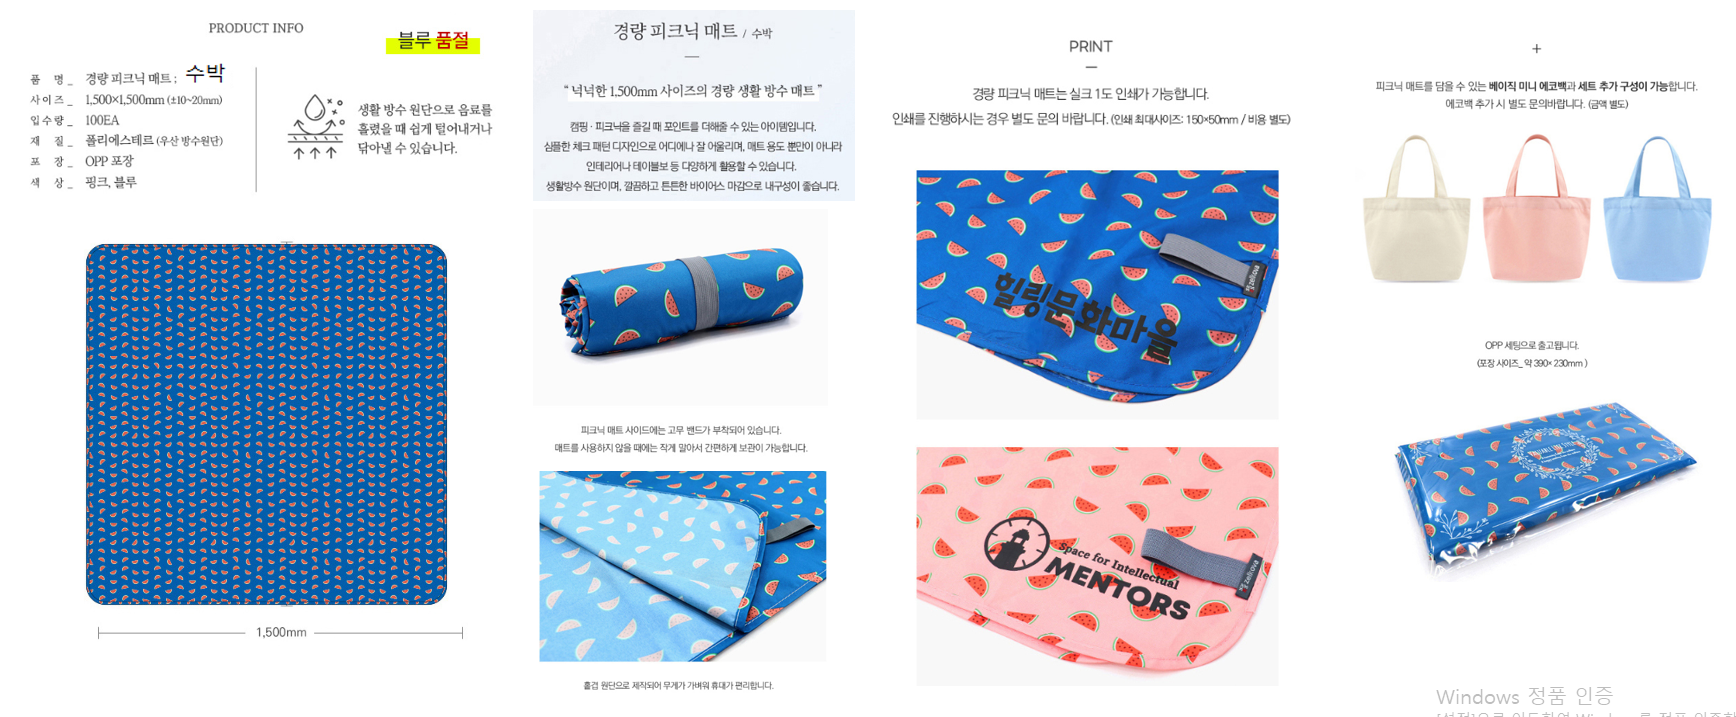 PRODUCT INFO
블루 품절
품 명_ 경량 피크닉 매트 ; 수박
사이즈_ 1,500×1,500mm (±10~20mm)
입수량_ 100EA
재 질_ 폴리에스테르 (우산 방수원단)
포 장_ OPP 포장
색 상_ 핑크, 블루
생활 방수 원단으로 음료를
흘렸을 때 쉽게 털어내거나
닦아낼 수 있습니다.
1,500mm
경량 피크닉 매트 / 수박
“ 넉넉한 1,500mm 사이즈의 경량 생활 방수 매트 ”
캠핑 · 피크닉을 즐길 때 포인트를 더해줄 수 있는 아이템입니다.
심플한 체크 패턴 디자인으로 어디에나 잘 어울리며, 매트 용도 뿐만이 아니라
인테리어나 테이블보 등 다양하게 활용할 수 있습니다.
생활방수 원단이며, 깔끔하고 튼튼한 바이어스 마감으로 내구성이 좋습니다.
피크닉 매트 사이드에는 고무 밴드가 부착되어 있습니다.
매트를 사용하지 않을 때에는 작게 말아서 간편하게 보관이 가능합니다.
홑겹 원단으로 제작되어 무게가 가벼워 휴대가 편리합니다.
PRINT
경량 피크닉 매트는 실크 1도 인쇄가 가능합니다.
인쇄를 진행하시는 경우 별도 문의 바랍니다. (인쇄 최대사이즈: 150×50mm / 비용 별도)
힐링문화마을
zellova
Space for Intellectual
MENTORS
zellova
+
피크닉 매트를 담을 수 있는 베이직 미니 에코백과 세트 추가 구성이 가능합니다.
에코백 추가 시 별도 문의바랍니다. (금액 별도)
OPP 세팅으로 출고됩니다.
(포장 사이즈_ 약 390× 230mm )
Windows 정품 인증